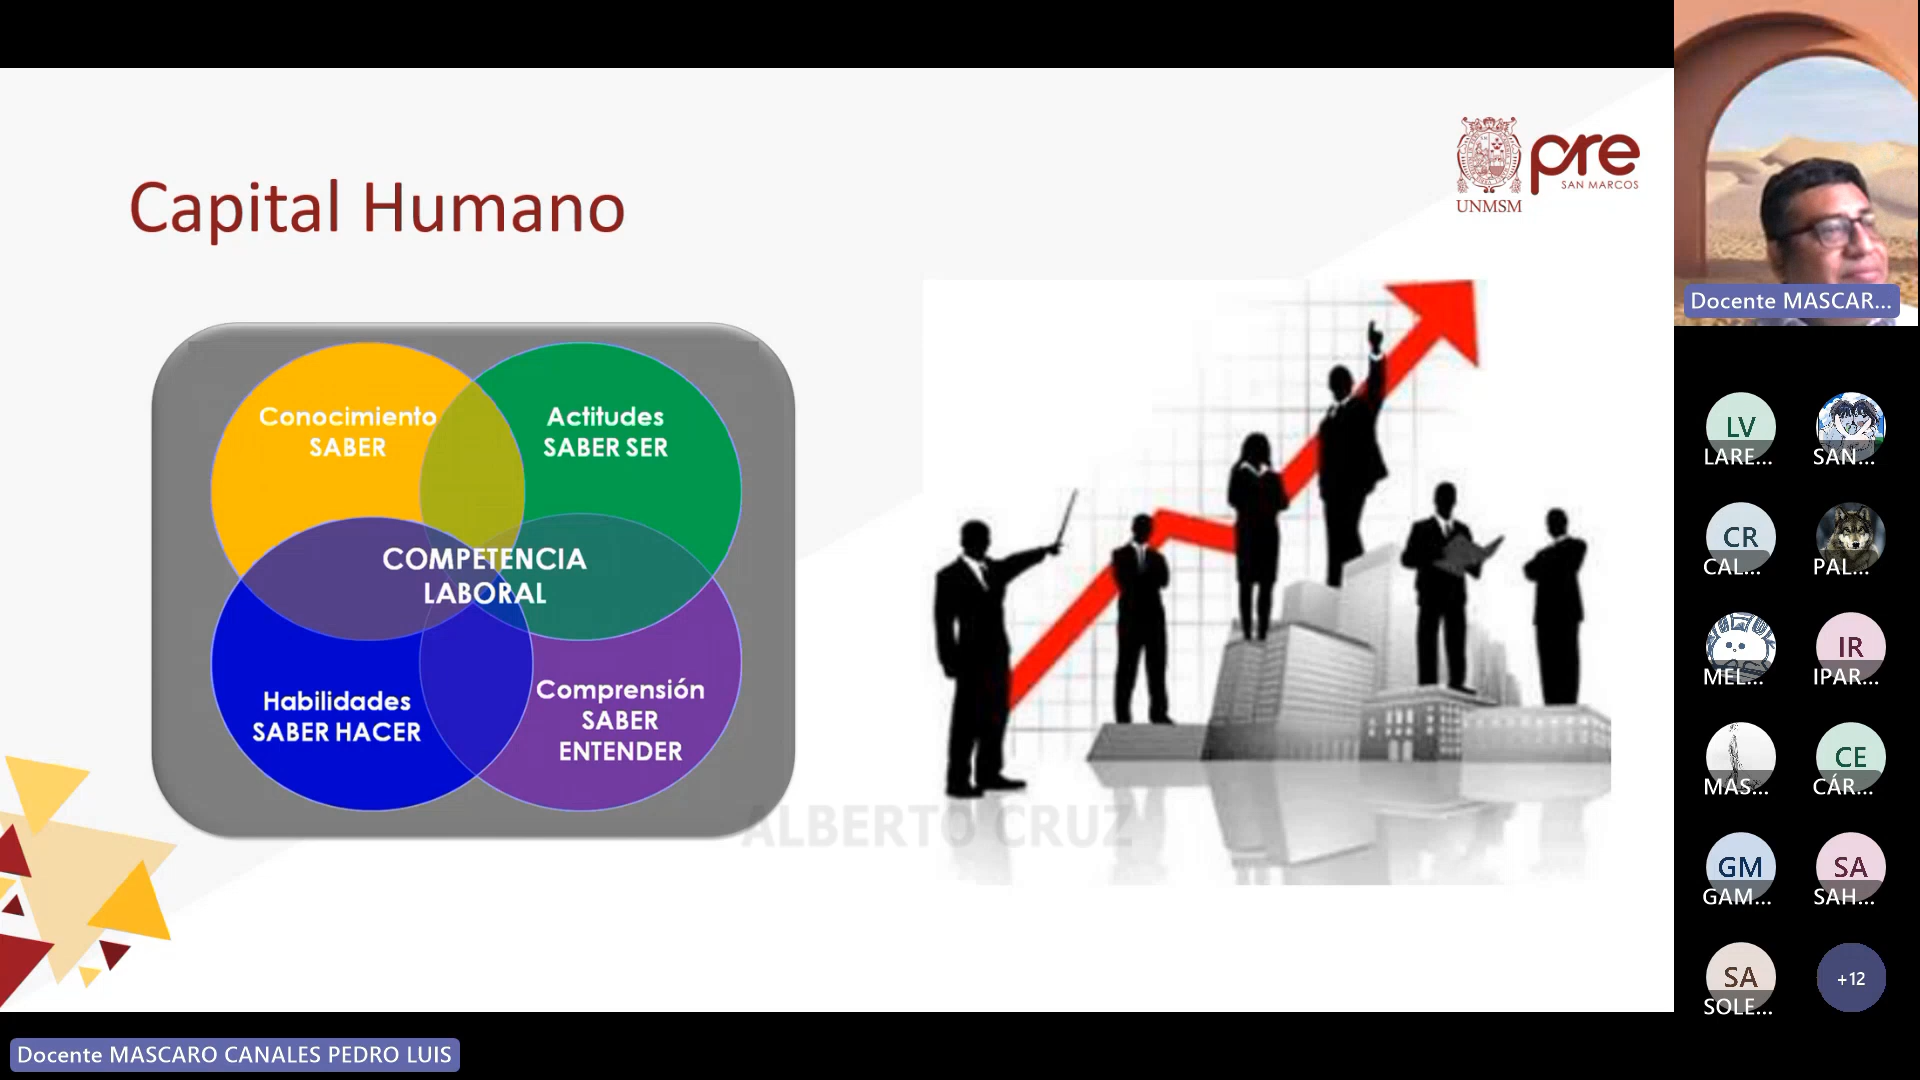 Capital Humano
UNMSM
pre
SAN MARCOS
Conocimiento
SABER
Actitudes
SABER SER
COMPETENCIA
LABORAL
Habilidades
SABER HACER
Comprensión
SABER
ENTENDER
ALBERTO CRUZ
Docente MASCARO CANALES PEDRO LUIS
Docente MASCAR...
LV
LARE...
SAN...
CR
CAL...
PAL...
MEL...
IR
IPAR...
MAS...
CE
CÁR...
GM
GAM...
SA
SAH...
SA
SOLE...
+12